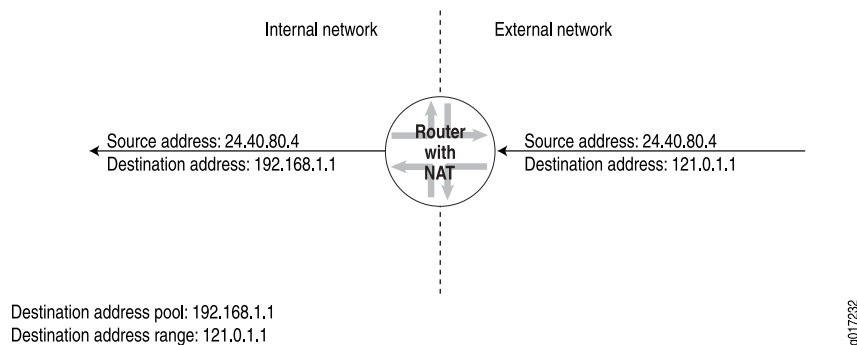 Internal network
External network
Router
with
NAT
Source address: 24.40.80.4
Destination address: 192.168.1.1
Source address: 24.40.80.4
Destination address: 121.0.1.1
Destination address pool: 192.168.1.1
Destination address range: 121.0.1.1
g017232